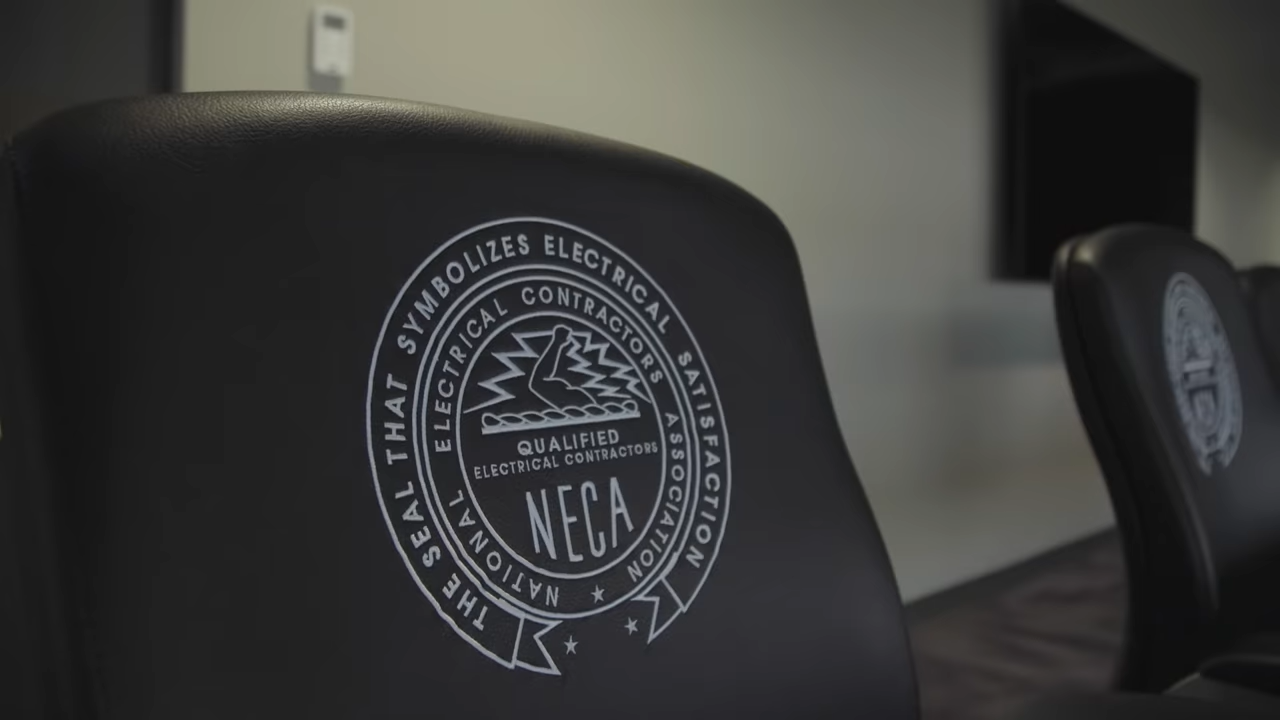 THE SEAL THAT SYMBOLIZES ELECTRICAL SATISFACTION
NATIONAL ELECTRICAL CONTRACTORS ASSOCIATION
QUALIFIED
ELECTRICAL CONTRACTORS
NECA